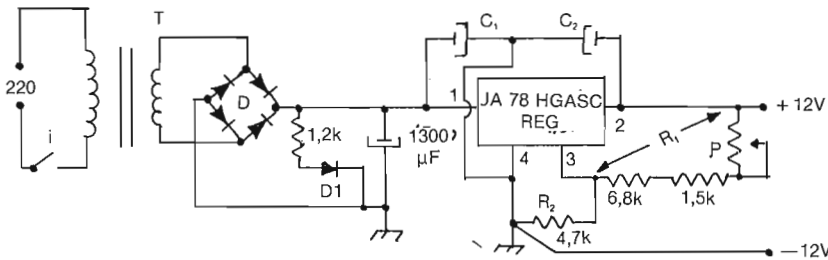 T
C₁
C₂
220
i
D
1,2k
D1
1300
µF
1
JA 78 HGASC
REG
2
4
3
R₁
P
+ 12V
6,8k
1,5k
R₂
4,7k
—12V